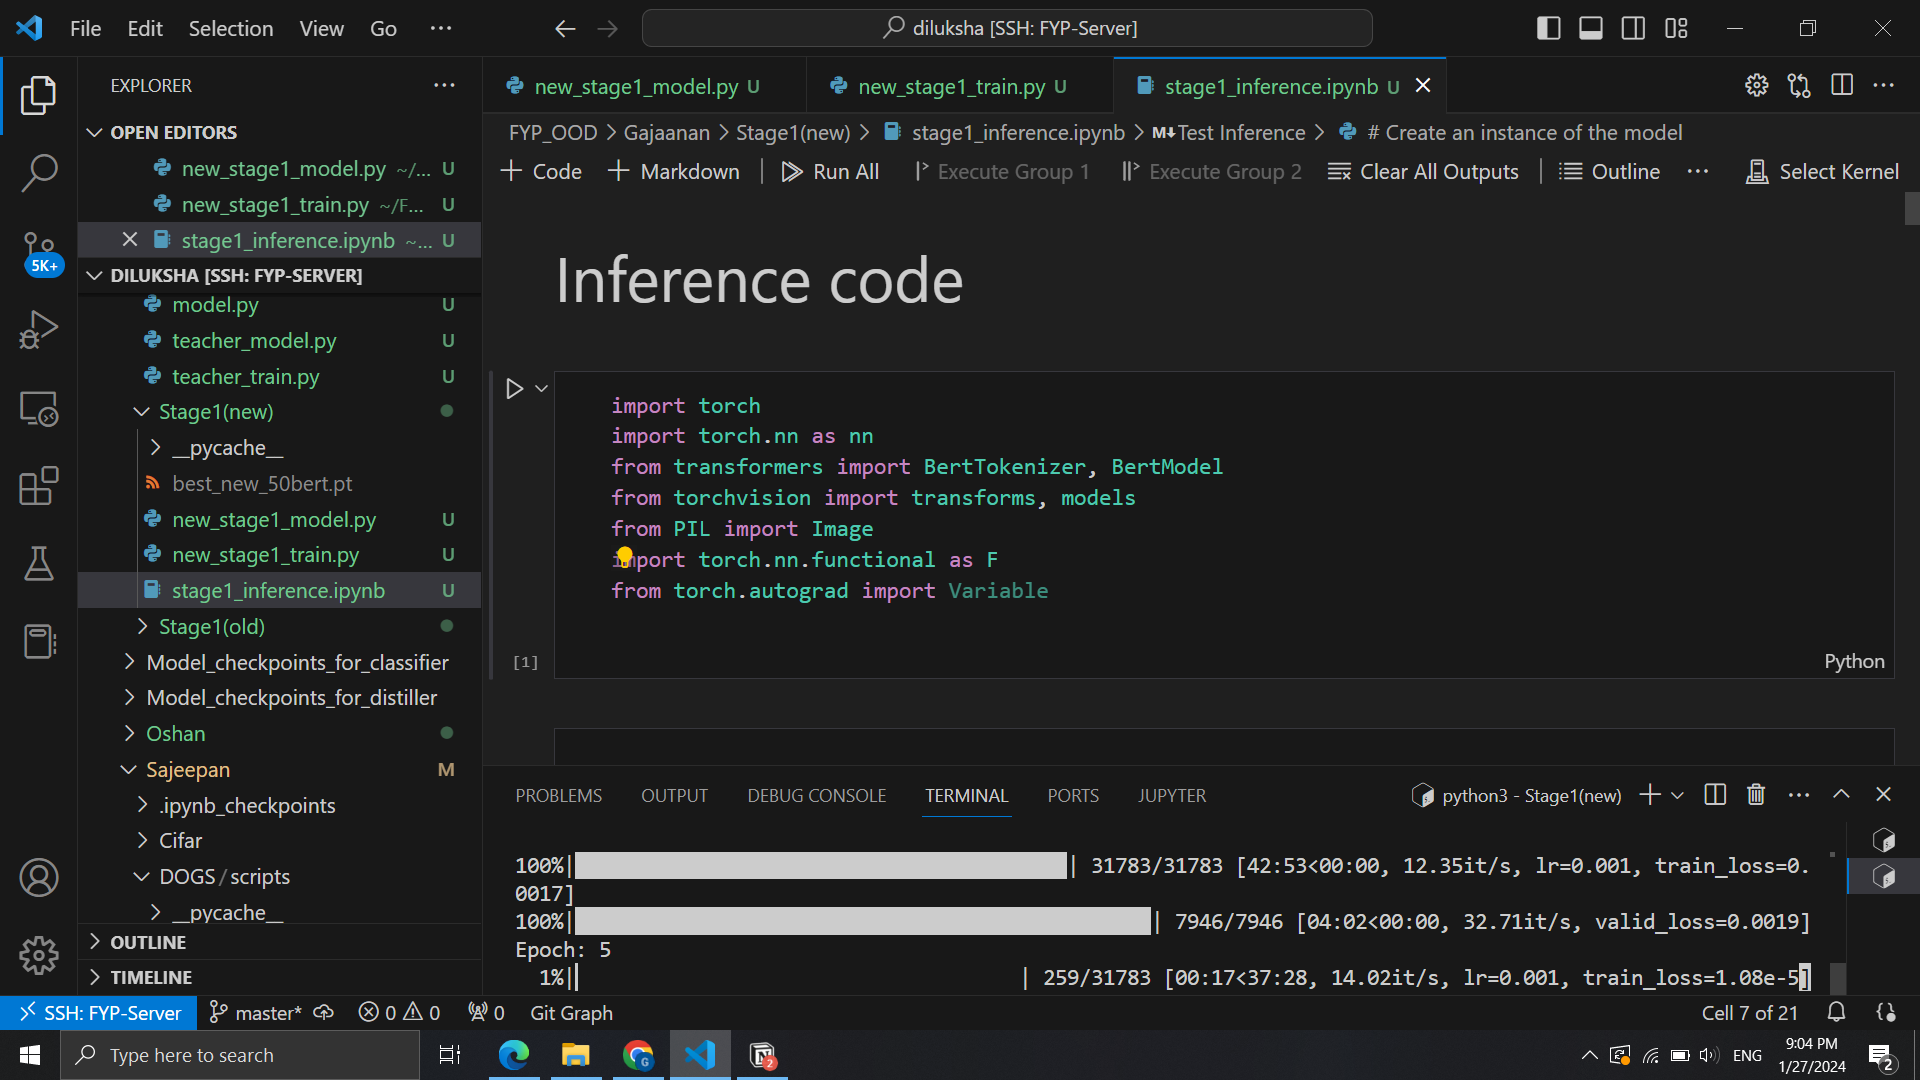 File Edit Selection View Go ...
diluksha [SSH: FYP-Server]
EXPLORER
OPEN EDITORS
new_stage1_model.py ~/... U
new_stage1_train.py ~/F... U
stage1_inference.ipynb ~... U
5K+
DILUKSHA [SSH: FYP-SERVER]
model.py U
teacher_model.py U
teacher_train.py U
Stage1(new)
__pycache__
best_new_50bert.pt
new_stage1_model.py U
new_stage1_train.py U
stage1_inference.ipynb U
Stage1(old)
Model_checkpoints_for_classifier
Model_checkpoints_for_distiller
Oshan
Sajeepan M
.ipynb_checkpoints
Cifar
DOGS/scripts
__pycache__
OUTLINE
TIMELINE
new_stage1_model.py U new_stage1_train.py U stage1_inference.ipynb U
FYP_OOD > Gajaanan > Stage1(new) > stage1_inference.ipynb > M↓Test Inference > # Create an instance of the model
+ Code + Markdown | Run All Execute Group 1 Execute Group 2 Clear All Outputs | Outline ... Select Kernel
Inference code
import torch
import torch.nn as nn
from transformers import BertTokenizer, BertModel
from torchvision import transforms, models
from PIL import Image
import torch.nn.functional as F
from torch.autograd import Variable
[1]
Python
PROBLEMS OUTPUT DEBUG CONSOLE TERMINAL PORTS JUPYTER python3 - Stage1(new)
100%| | 31783/31783 [42:53<00:00, 12.35it/s, lr=0.001, train_loss=0.
0017]
100%| | 7946/7946 [04:02<00:00, 32.71it/s, valid_loss=0.0019]
Epoch: 5
1%| | 259/31783 [00:17<37:28, 14.02it/s, lr=0.001, train_loss=1.08e-5]
SSH: FYP-Server master* 0 0 0 Git Graph Cell 7 of 21
Type here to search
G
2
ENG
9:04 PM
1/27/2024
2